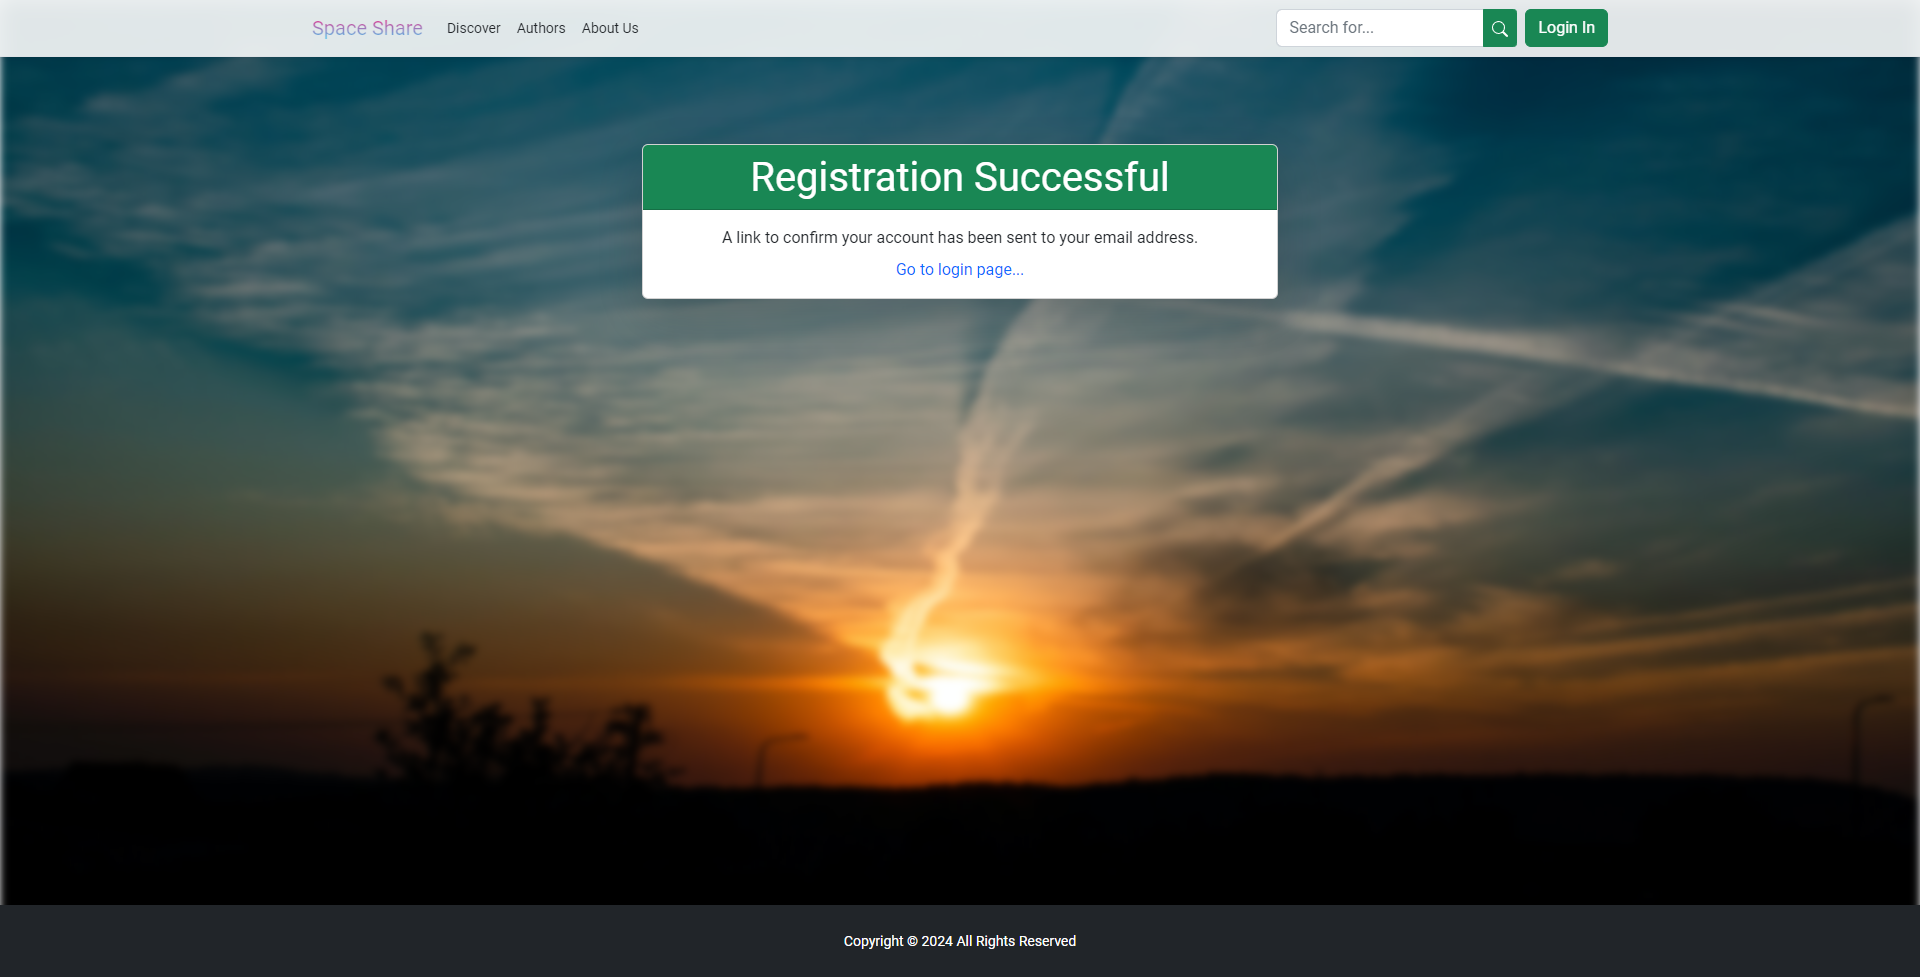 Space Share
Discover
Authors
About Us
Search for...
Login In
Registration Successful
A link to confirm your account has been sent to your email address.
Go to login page...
Copyright © 2024 All Rights Reserved